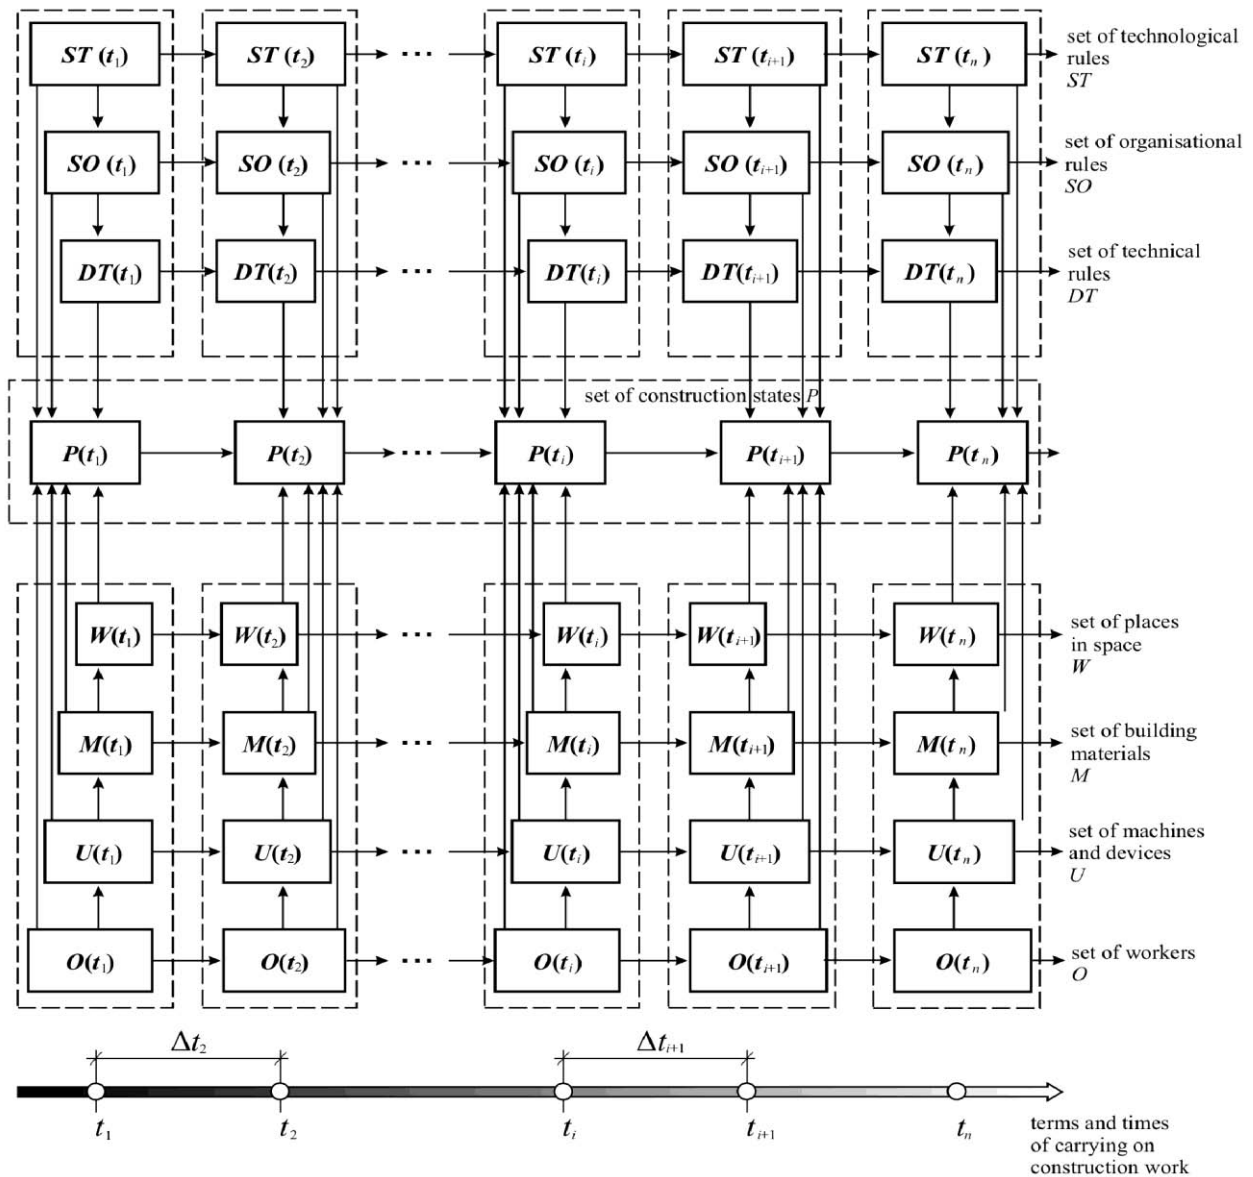 ST (t₁) ST (t₂) ... ST (tᵢ) ST (tᵢ₊₁) ST (tₙ)
set of technological
rules
ST
SO (t₁) SO (t₂) ... SO (tᵢ) SO (tᵢ₊₁) SO (tₙ)
set of organisational
rules
SO
DT(t₁) DT(t₂) ... DT(tᵢ) DT(tᵢ₊₁) DT(tₙ)
set of technical
rules
DT
set of construction states P
P(t₁) P(t₂) ... P(tᵢ) P(tᵢ₊₁) P(tₙ)
W(t₁) W(t₂) ... W(tᵢ) W(tᵢ₊₁) W(tₙ)
set of places
in space
W
M(t₁) M(t₂) ... M(tᵢ) M(tᵢ₊₁) M(tₙ)
set of building
materials
M
U(t₁) U(t₂) ... U(tᵢ) U(tᵢ₊₁) U(tₙ)
set of machines
and devices
U
O(t₁) O(t₂) ... O(tᵢ) O(tᵢ₊₁) O(tₙ)
set of workers
O
Δt₂ Δtᵢ₊₁
t₁ t₂ tᵢ tᵢ₊₁ tₙ
terms and times
of carrying on
construction work